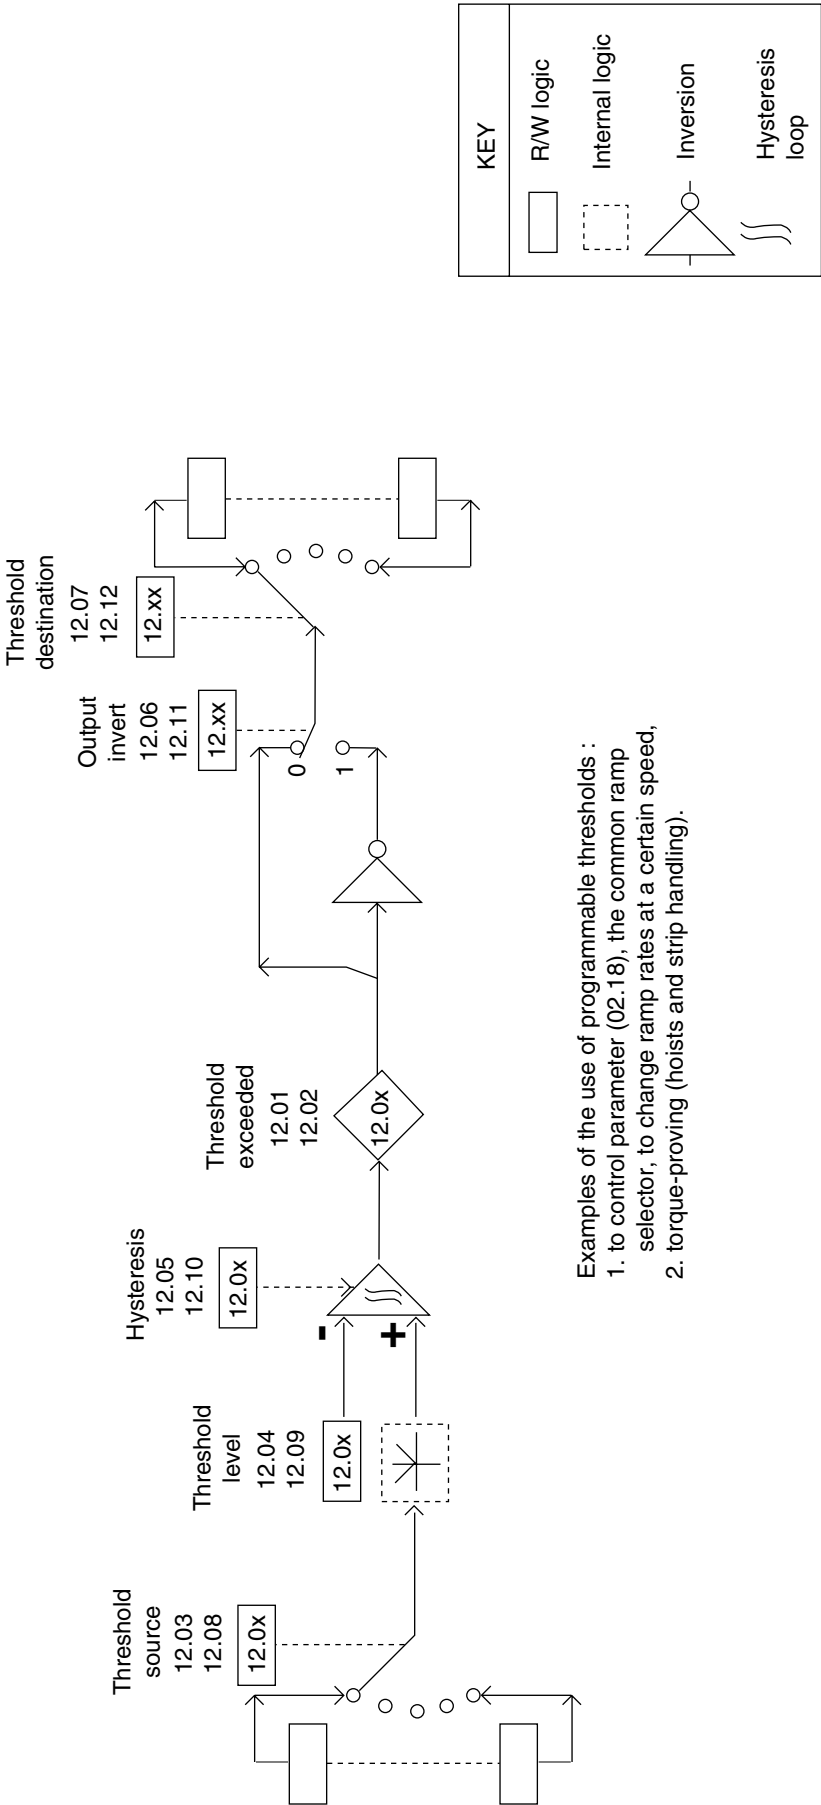 Threshold
source
12.03
12.08
12.0x
Threshold
level
12.04
12.09
12.0x
Hysteresis
12.05
12.10
12.0x
-
+
Threshold
exceeded
12.01
12.02
12.0x
Output
invert
12.06
12.11
12.xx
0
1
Threshold
destination
12.07
12.12
12.xx
Examples of the use of programmable thresholds :
1. to control parameter (02.18), the common ramp
selector, to change ramp rates at a certain speed,
2. torque-proving (hoists and strip handling).
KEY
R/W logic
Internal logic
Inversion
Hysteresis
loop